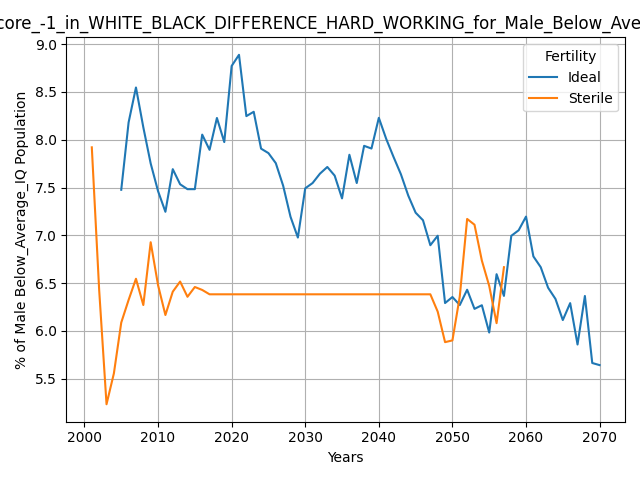 core_-1_in_WHITE_BLACK_DIFFERENCE_HARD_WORKING_for_Male_Below_Ave
% of Male Below_Average_IQ Population
9.0
8.5
8.0
7.5
7.0
6.5
6.0
5.5
Fertility
Ideal
Sterile
2000 2010 2020 2030 2040 2050 2060 2070
Years